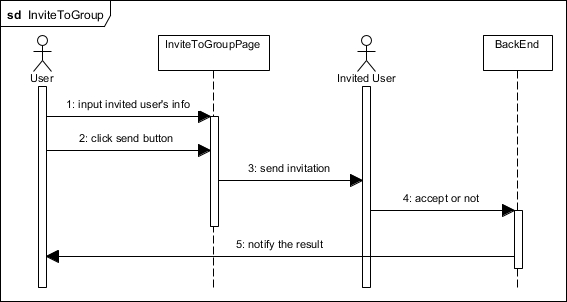 sd InviteToGroup
InviteToGroupPage
BackEnd
User
Invited User
1: input invited user's info
2: click send button
3: send invitation
4: accept or not
5: notify the result